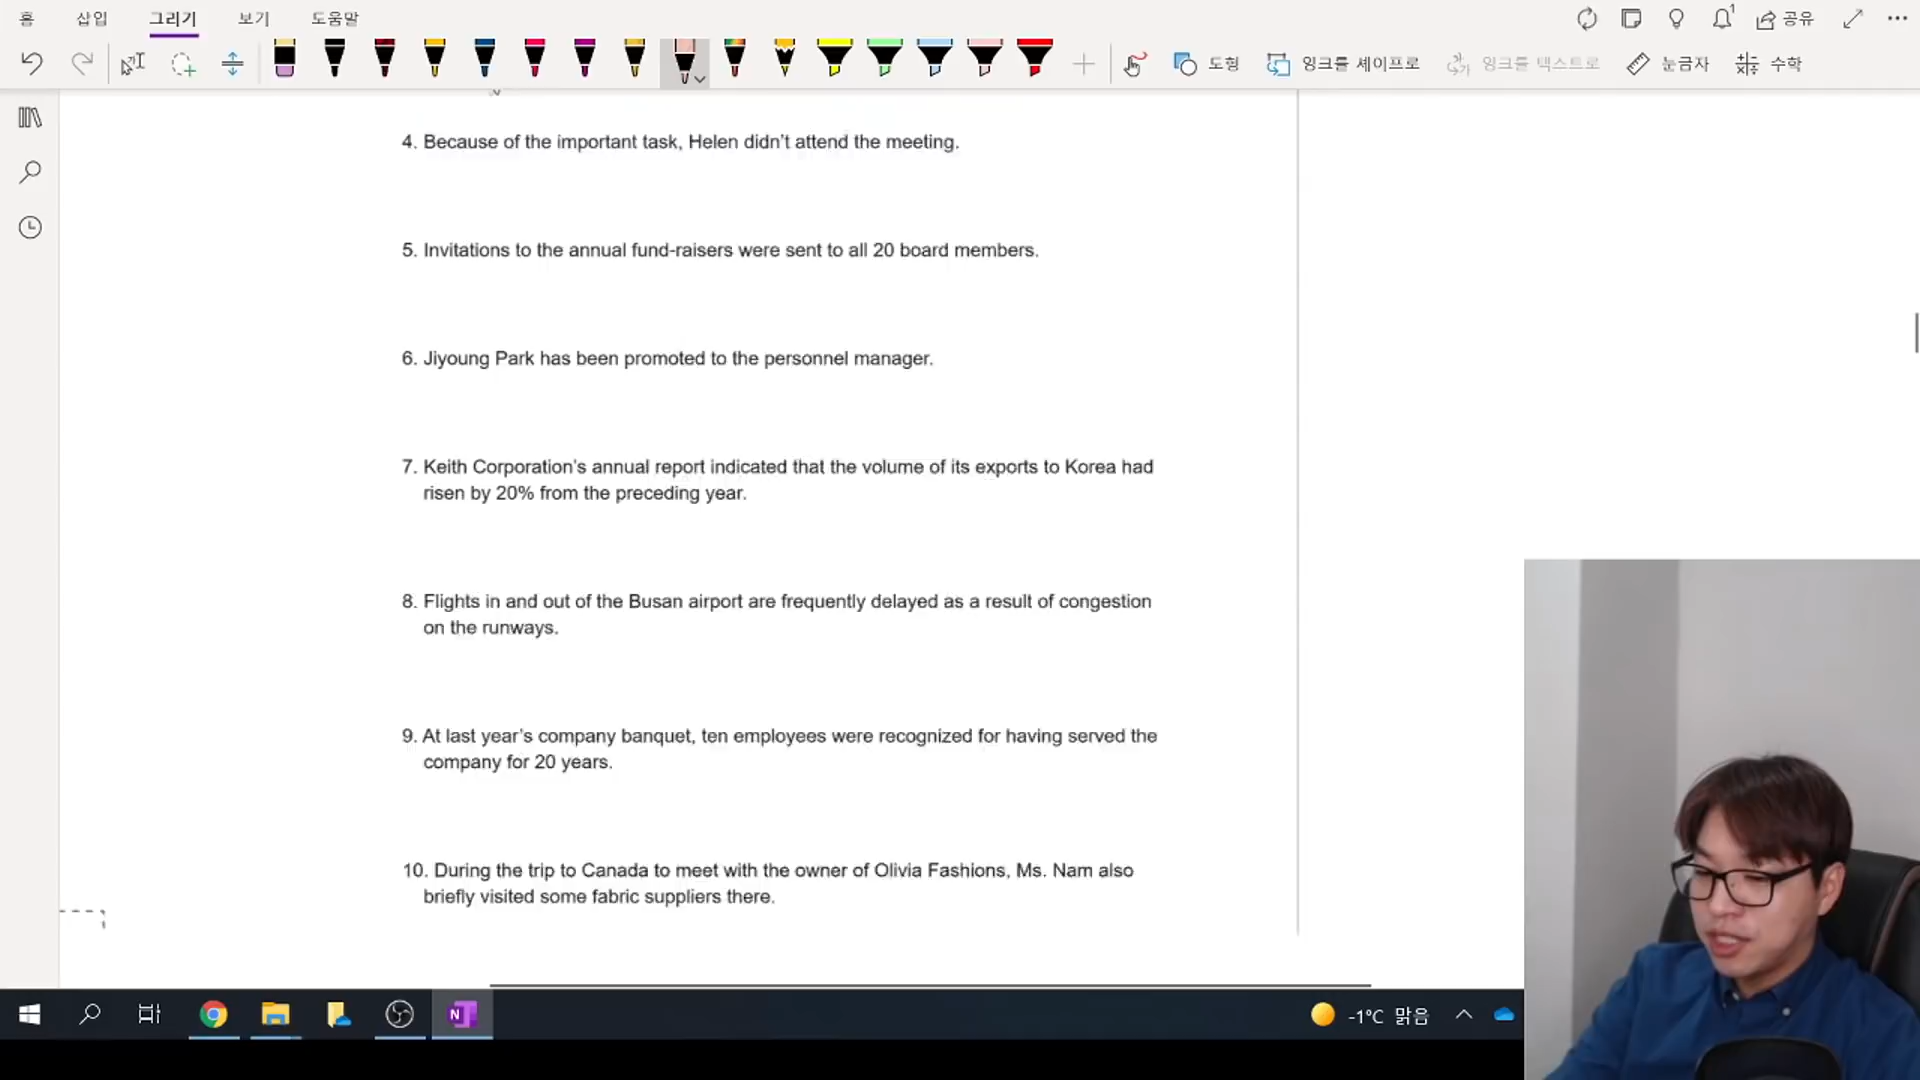 홈 삽입 그리기 보기 도움말
공유
도형 잉크를 셰이프로 잉크를 텍스트로 눈금자 수학
4. Because of the important task, Helen didn't attend the meeting.
5. Invitations to the annual fund-raisers were sent to all 20 board members.
6. Jiyoung Park has been promoted to the personnel manager.
7. Keith Corporation's annual report indicated that the volume of its exports to Korea had
risen by 20% from the preceding year.
8. Flights in and out of the Busan airport are frequently delayed as a result of congestion
on the runways.
9. At last year's company banquet, ten employees were recognized for having served the
company for 20 years.
10. During the trip to Canada to meet with the owner of Olivia Fashions, Ms. Nam also
briefly visited some fabric suppliers there.
-1°C 맑음